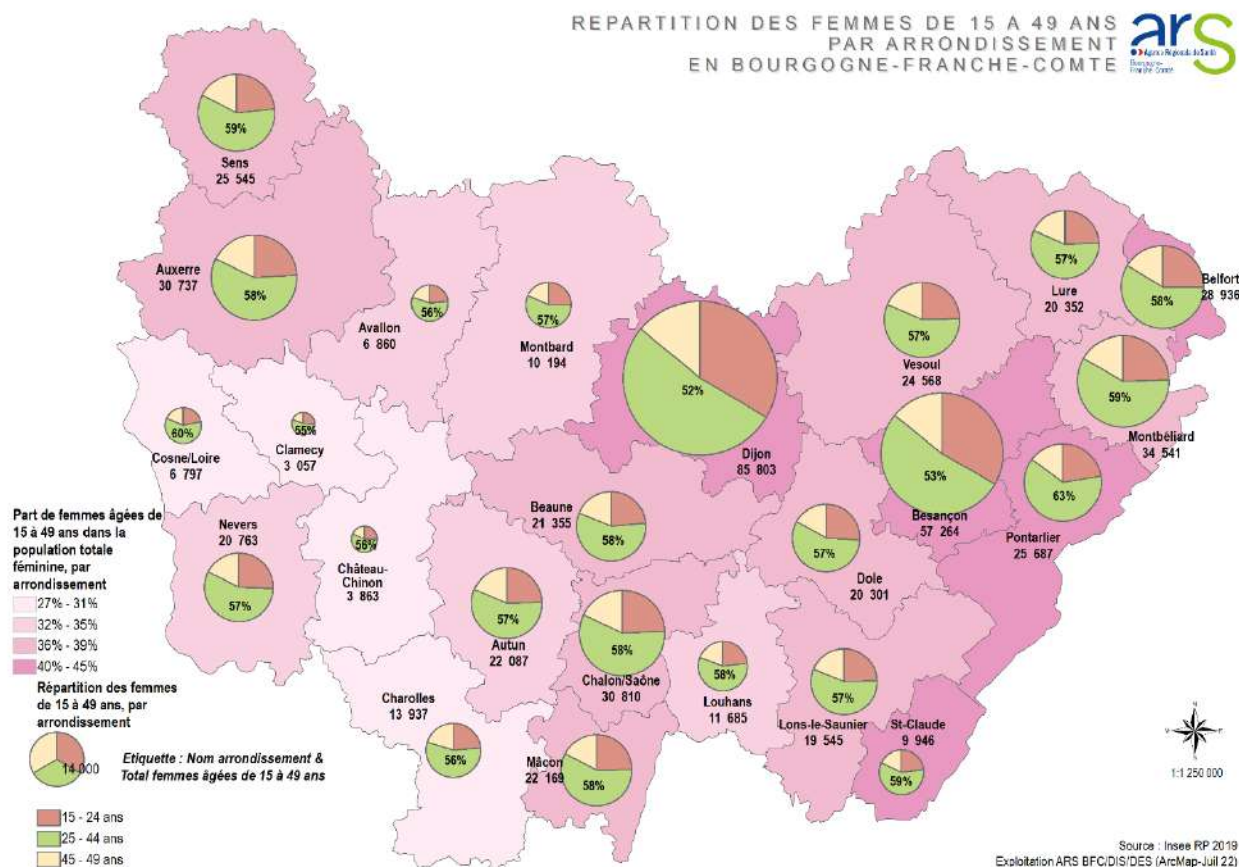 REPARTITION DES FEMMES DE 15 A 49 ANS
PAR ARRONDISSEMENT
EN BOURGOGNE-FRANCHE-COMTE
ars
Agence Régionale de Santé
Bourgogne-
Franche-Comté
59%
Sens
25 545
Auxerre
30 737
58%
56%
Avallon
6 860
57%
Montbard
10 194
52%
Dijon
85 803
57%
Vesoul
24 568
57%
Lure
20 352
Belfort
58%
28 936
59%
Montbéliard
34 541
53%
Besançon
57 264
63%
Pontarlier
25 687
60%
Cosne/Loire
6 797
55%
Clamecy
3 057
Nevers
20 763
57%
56%
Château-
Chinon
3 863
Beaune
21 355
58%
57%
Dole
20 301
57%
Autun
22 087
58%
Chalon/Saône
30 810
58%
Louhans
11 685
57%
Lons-le-Saunier
19 545
St-Claude
9 946
59%
Charolles
13 937
56%
Mâcon
22 169
58%
Part de femmes âgées de
15 à 49 ans dans la
population totale
féminine, par
arrondissement
27% - 31%
32% - 35%
36% - 39%
40% - 45%
Répartition des femmes
de 15 à 49 ans, par
arrondissement
14 000
Etiquette : Nom arrondissement &
Total femmes âgées de 15 à 49 ans
15 - 24 ans
25 - 44 ans
45 - 49 ans
1:1 250 000
Source : Insee RP 2019
Exploitation ARS BFC/DIS/DES (ArcMap-Juil 22)